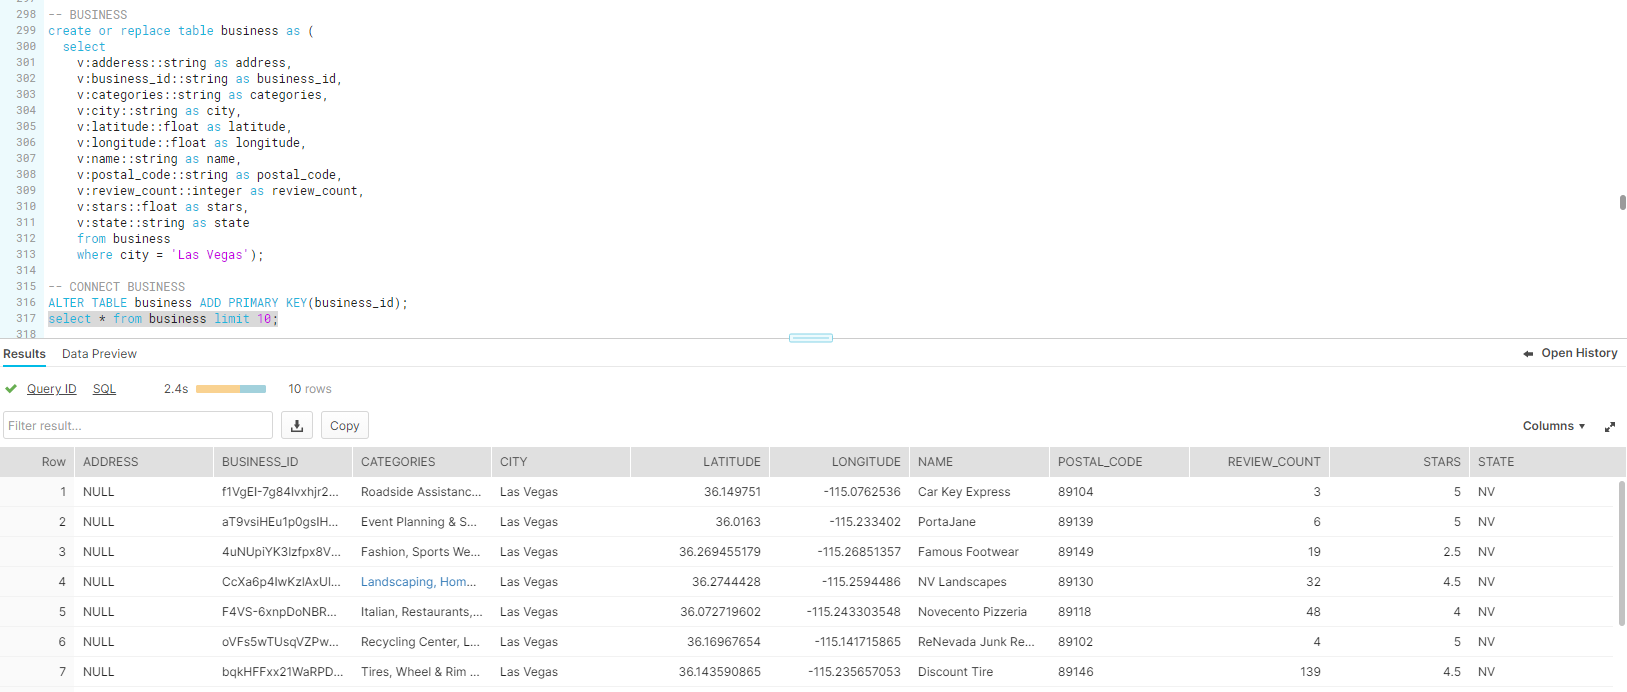 297
298 -- BUSINESS
299 create or replace table business as (
300 select
301 v:adderess::string as address,
302 v:business_id::string as business_id,
303 v:categories::string as categories,
304 v:city::string as city,
305 v:latitude::float as latitude,
306 v:longitude::float as longitude,
307 v:name::string as name,
308 v:postal_code::string as postal_code,
309 v:review_count::integer as review_count,
310 v:stars::float as stars,
311 v:state::string as state
312 from business
313 where city = 'Las Vegas');
314
315 -- CONNECT BUSINESS
316 ALTER TABLE business ADD PRIMARY KEY(business_id);
317 select * from business limit 10;
318
Results Data Preview Open History
Query ID SQL 2.4s 10 rows
Filter result... Copy Columns
Row ADDRESS BUSINESS_ID CATEGORIES CITY LATITUDE LONGITUDE NAME POSTAL_CODE REVIEW_COUNT STARS STATE
1 NULL f1VgEI-7g84lvxhjr2... Roadside Assistanc... Las Vegas 36.149751 -115.0762536 Car Key Express 89104 3 5 NV
2 NULL aT9vsiHEu1p0gsIH... Event Planning & S... Las Vegas 36.0163 -115.233402 PortaJane 89139 6 5 NV
3 NULL 4uNUpiYK3Izfpx8V... Fashion, Sports We... Las Vegas 36.269455179 -115.26851357 Famous Footwear 89149 19 2.5 NV
4 NULL CcXa6p4IwKzlAxUl... Landscaping, Hom... Las Vegas 36.2744428 -115.2594486 NV Landscapes 89130 32 4.5 NV
5 NULL F4VS-6xnpDoNBR... Italian, Restaurants,... Las Vegas 36.072719602 -115.243303548 Novecento Pizzeria 89118 48 4 NV
6 NULL oVFs5wTUsqVZPw... Recycling Center, L... Las Vegas 36.16967654 -115.141715865 ReNevada Junk Re... 89102 4 5 NV
7 NULL bqkHFFxx21WaRPD... Tires, Wheel & Rim ... Las Vegas 36.143590865 -115.235657053 Discount Tire 89146 139 4.5 NV